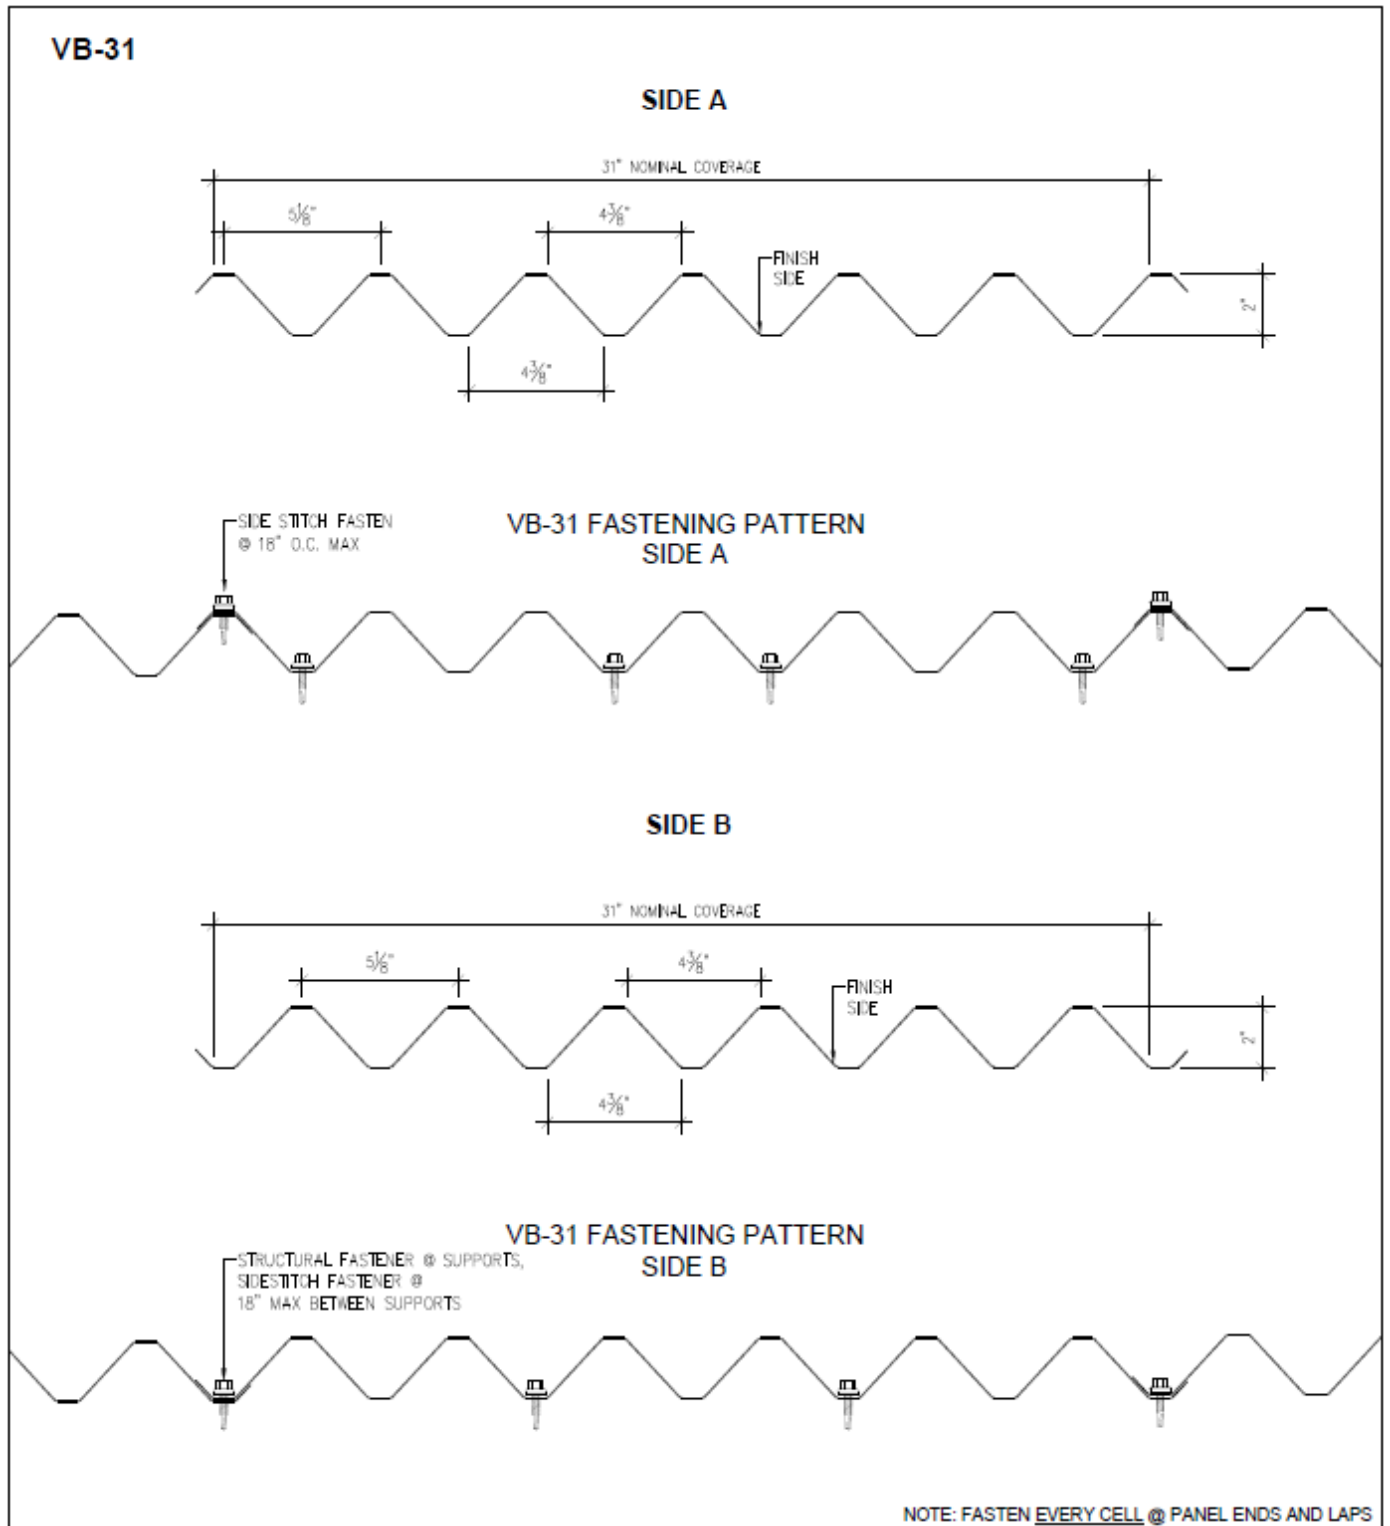 VB-31
SIDE A
31" NOMINAL COVERAGE
5⅛"
4⅜"
FINISH
SIDE
2"
4⅜"
SIDE STITCH FASTEN
@ 18" O.C. MAX
VB-31 FASTENING PATTERN
SIDE A
SIDE B
31" NOMINAL COVERAGE
5⅛"
4⅜"
FINISH
SIDE
2"
4⅜"
VB-31 FASTENING PATTERN
SIDE B
STRUCTURAL FASTENER @ SUPPORTS,
SIDESTITCH FASTENER @
18" MAX BETWEEN SUPPORTS
NOTE: FASTEN EVERY CELL @ PANEL ENDS AND LAPS